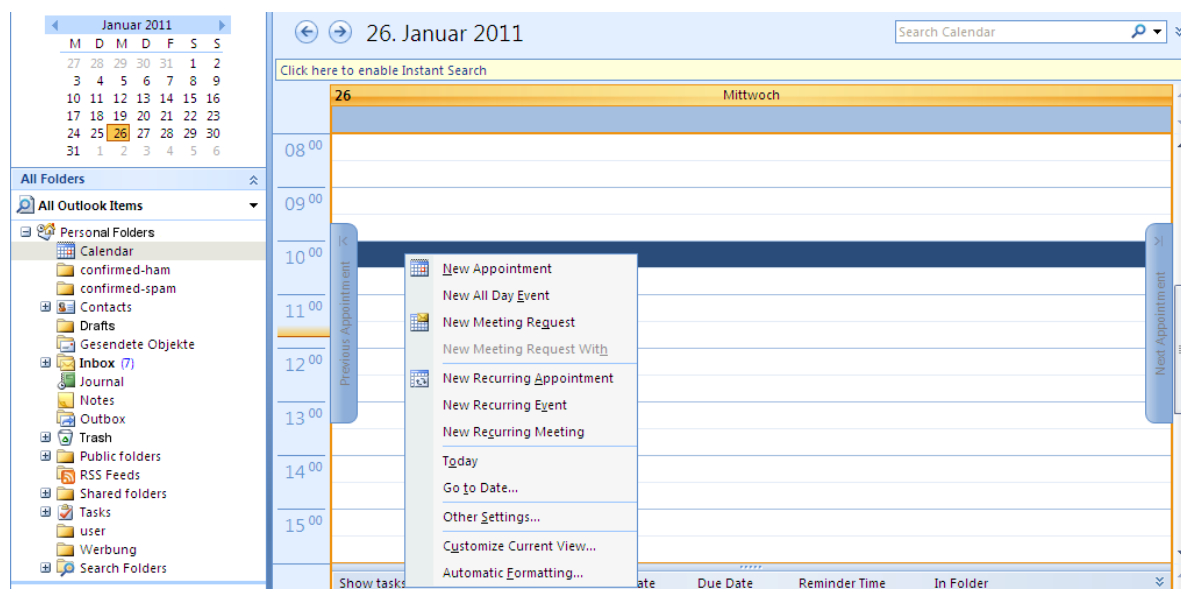 Januar 2011
M D M D F S S
27 28 29 30 31 1 2
3 4 5 6 7 8 9
10 11 12 13 14 15 16
17 18 19 20 21 22 23
24 25 26 27 28 29 30
31 1 2 3 4 5 6
All Folders
All Outlook Items
Personal Folders
Calendar
confirmed-ham
confirmed-spam
Contacts
Drafts
Gesendete Objekte
Inbox (7)
Journal
Notes
Outbox
Trash
Public folders
RSS Feeds
Shared folders
Tasks
user
Werbung
Search Folders
26. Januar 2011
Search Calendar
Click here to enable Instant Search
26 Mittwoch
08 00
09 00
10 00
11 00
12 00
13 00
14 00
15 00
Previous Appointment
Next Appointment
New Appointment
New All Day Event
New Meeting Request
New Meeting Request With
New Recurring Appointment
New Recurring Event
New Recurring Meeting
Today
Go to Date...
Other Settings...
Customize Current View...
Automatic Formatting...
Show tasks ate Due Date Reminder Time In Folder